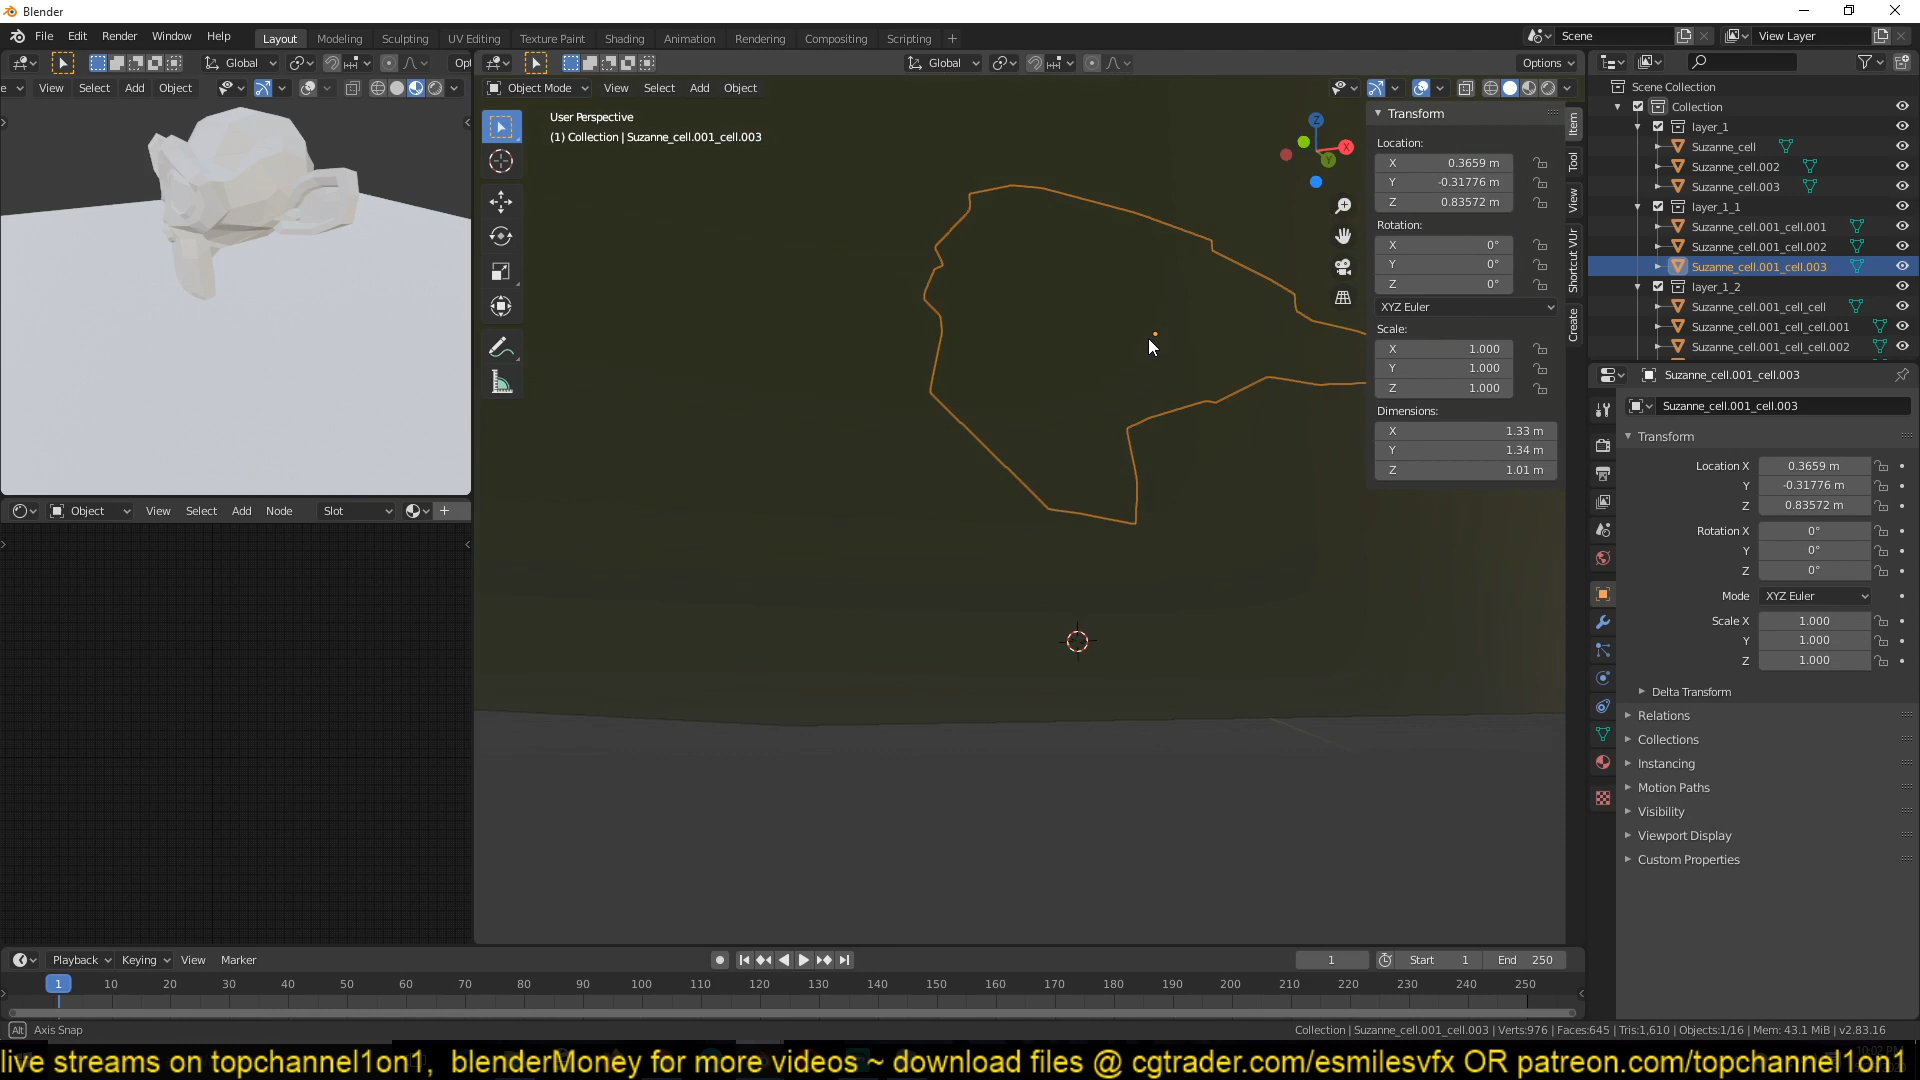 Blender
File Edit Render Window Help Layout Modeling Sculpting UV Editing Texture Paint Shading Animation Rendering Compositing Scripting + Scene View Layer
Global Opt Global Options
View Select Add Object Object Mode View Select Add Object
User Perspective
(1) Collection | Suzanne_cell.001_cell.003
Z
X
Y
Transform
Location:
X 0.3659 m
Y -0.31776 m
Z 0.83572 m
Rotation:
X 0°
Y 0°
Z 0°
XYZ Euler
Scale:
X 1.000
Y 1.000
Z 1.000
Dimensions:
X 1.33 m
Y 1.34 m
Z 1.01 m
Item
Tool
View
Shortcut VUr
Create
Scene Collection
Collection
layer_1
Suzanne_cell
Suzanne_cell.002
Suzanne_cell.003
layer_1_1
Suzanne_cell.001_cell.001
Suzanne_cell.001_cell.002
Suzanne_cell.001_cell.003
layer_1_2
Suzanne_cell.001_cell_cell
Suzanne_cell.001_cell_cell.001
Suzanne_cell.001_cell_cell.002
Suzanne_cell.001_cell.003
Suzanne_cell.001_cell.003
Transform
Location X 0.3659 m
Y -0.31776 m
Z 0.83572 m
Rotation X 0°
Y 0°
Z 0°
Mode XYZ Euler
Scale X 1.000
Y 1.000
Z 1.000
Delta Transform
Relations
Collections
Instancing
Motion Paths
Visibility
Viewport Display
Custom Properties
Object View Select Add Node Slot
Playback Keying View Marker 1 Start 1 End 250
1 10 20 30 40 50 60 70 80 90 100 110 120 130 140 150 160 170 180 190 200 210 220 230 240 250
Alt Axis Snap
Collection | Suzanne_cell.001_cell.003 | Verts:976 | Faces:645 | Tris:1,610 | Objects:1/16 | Mem: 43.1 MiB | v2.83.16
live streams on topchannel1on1, blenderMoney for more videos ~ download files @ cgtrader.com/esmilesvfx OR patreon.com/topchannel1on1